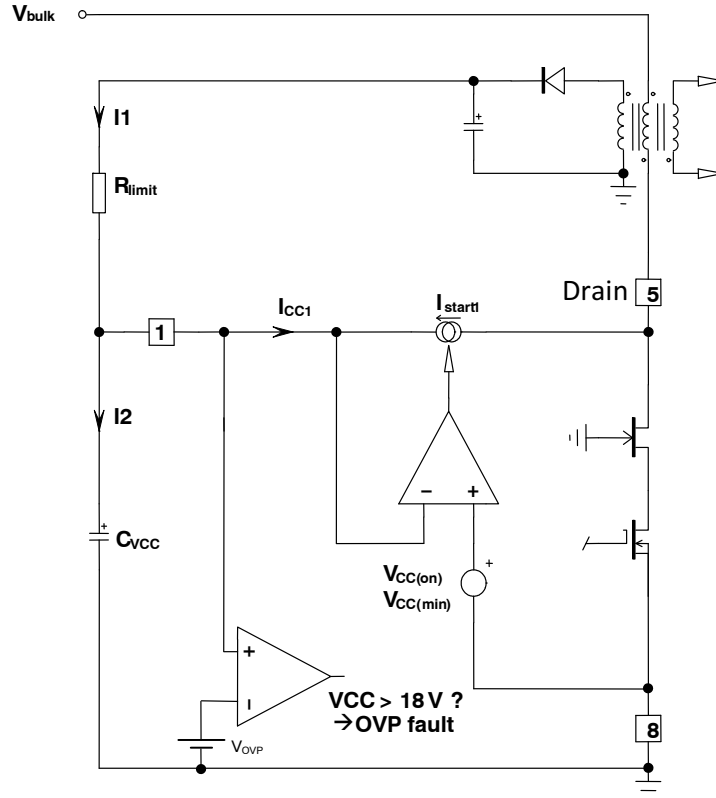 Vbulk
I1
Rlimit
Drain
5
1
ICC1
Istart1
I2
CVCC
VCC(on)
VCC(min)
VCC > 18 V ?
→OVP fault
VOVP
8